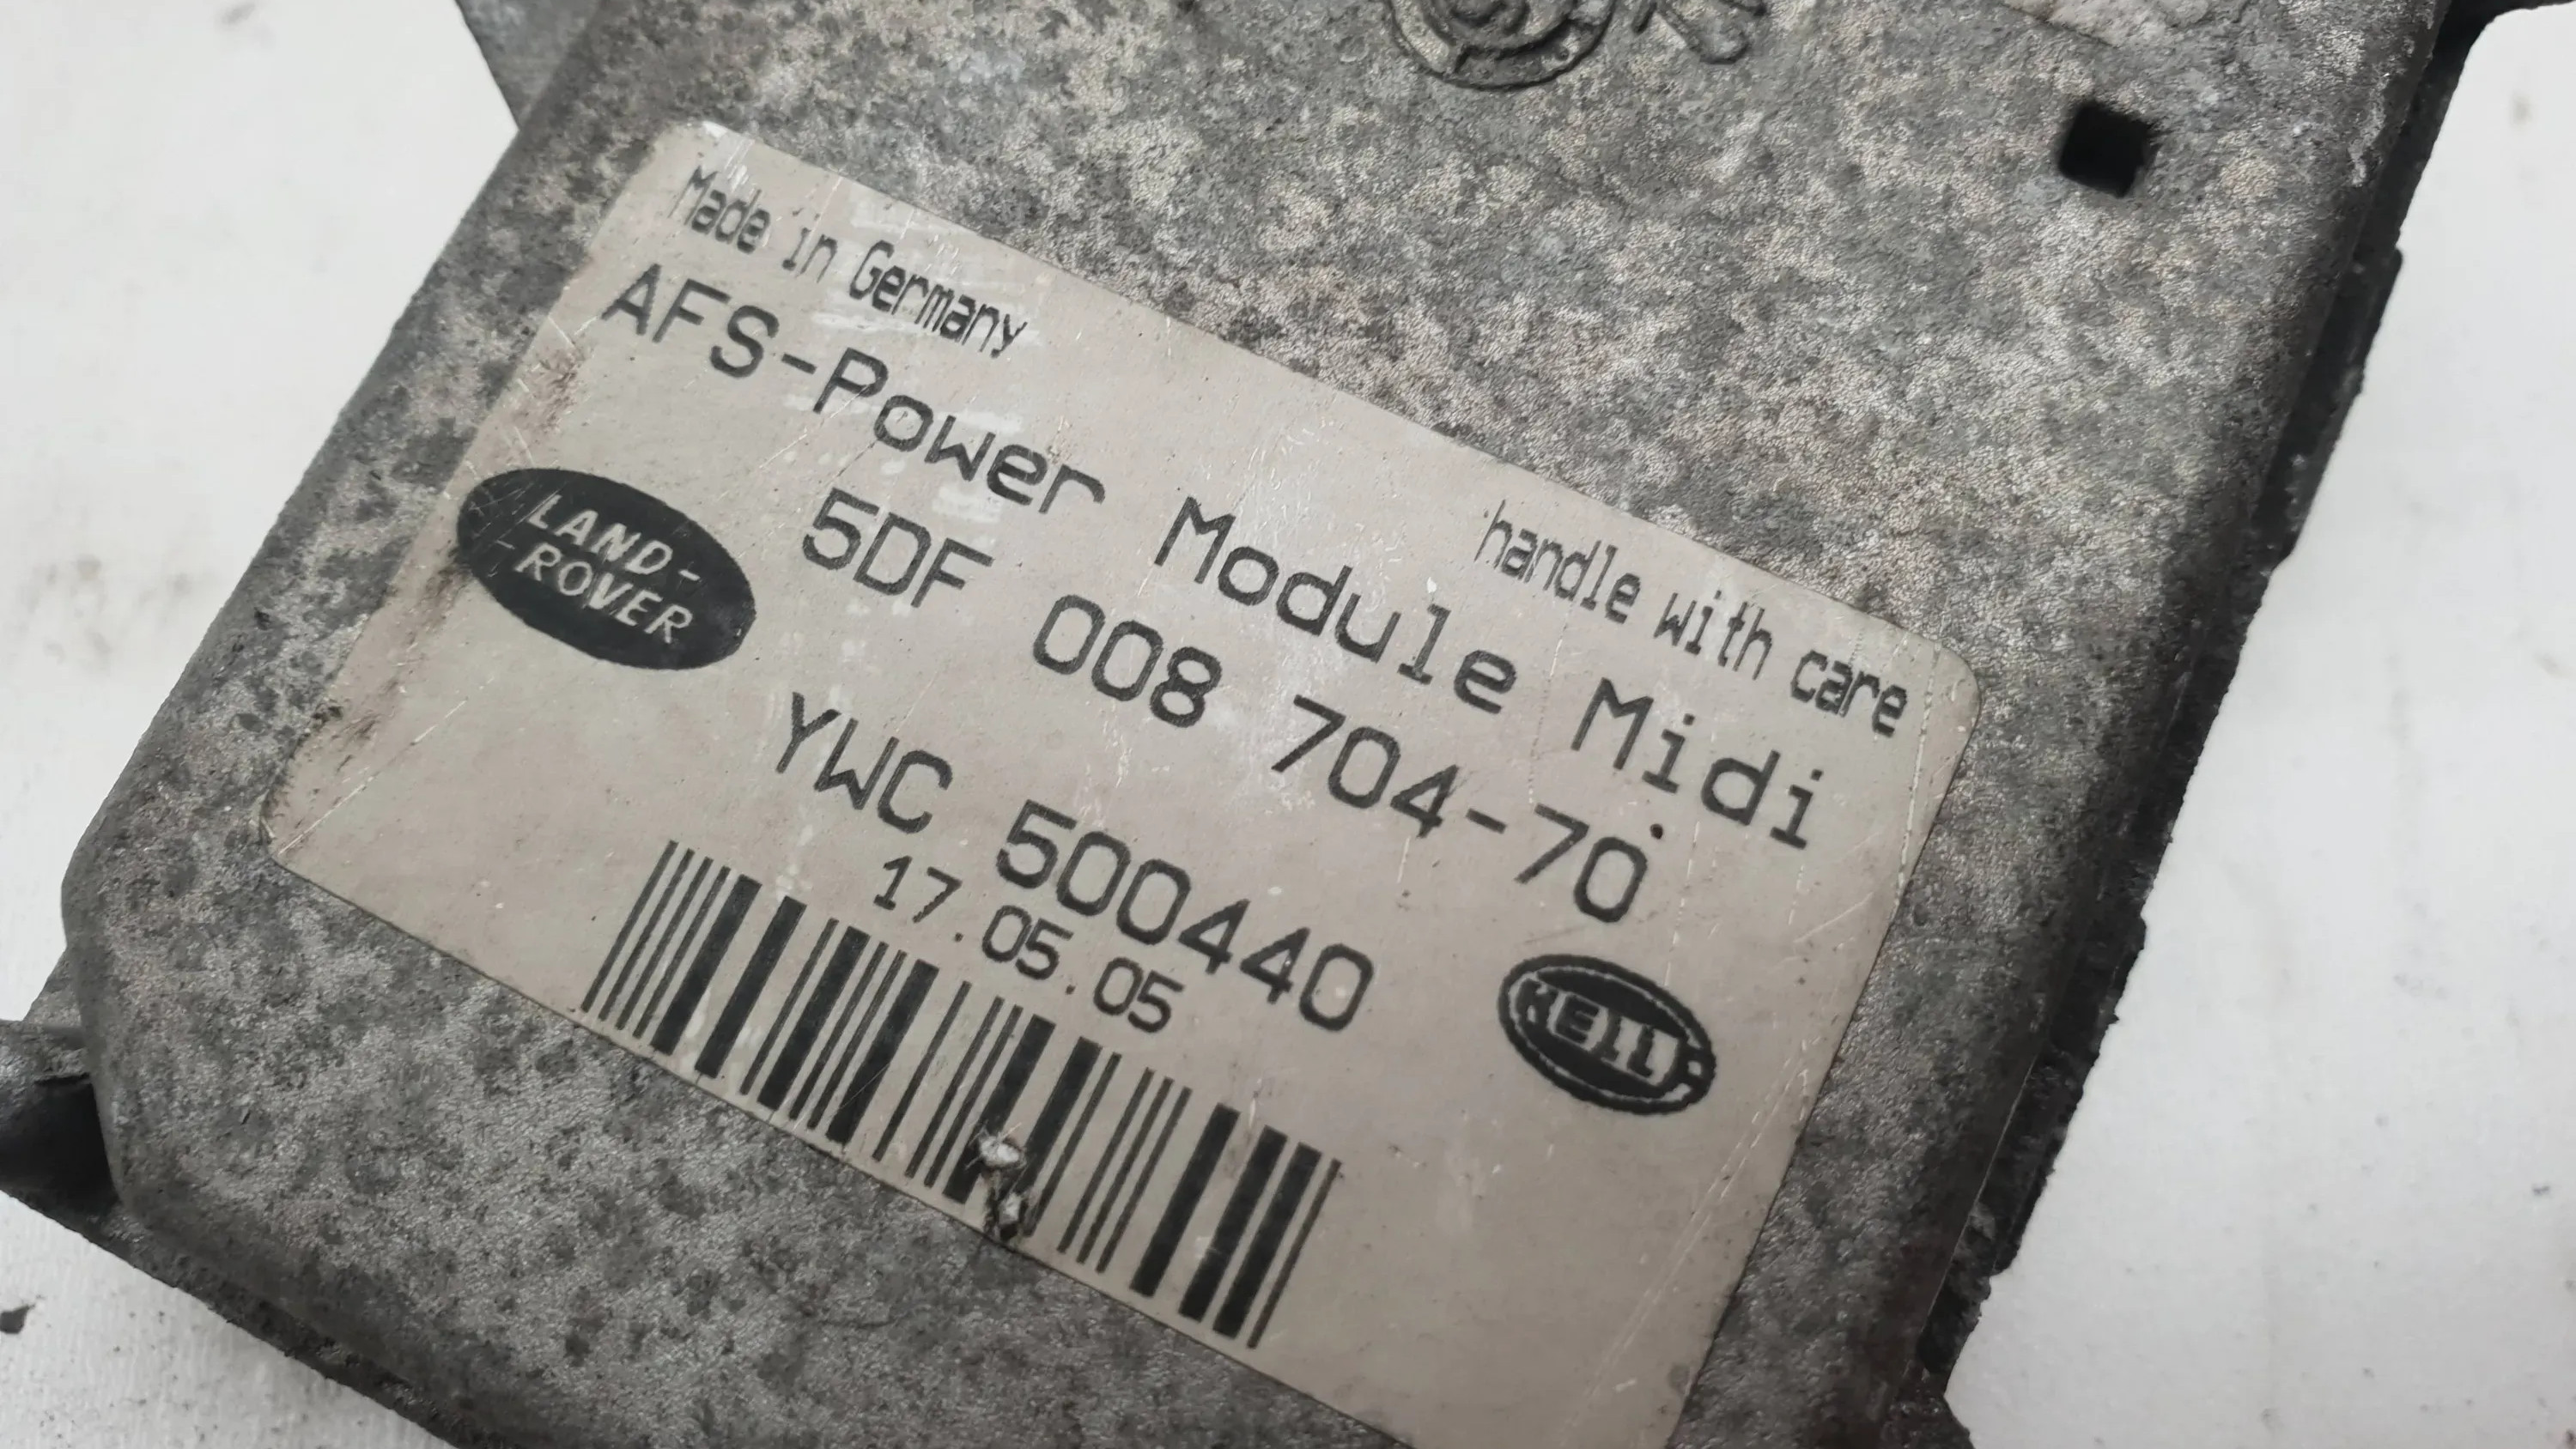 Made in Germany
handle with care
AFS-Power Module Midi
LAND-
-ROVER
5DF 008 704-70
YWC 500440
17.05.05
HELLA